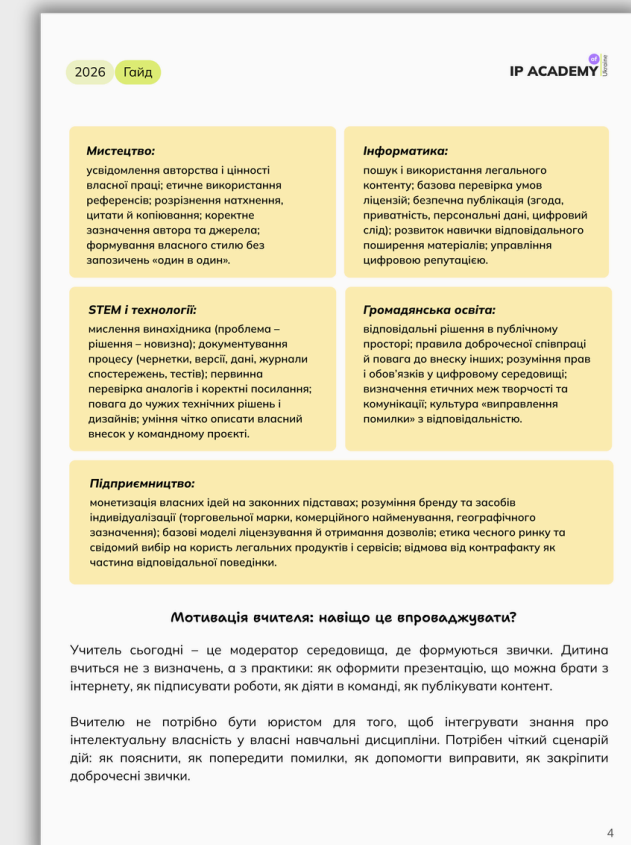 2026 Гайд
IP ACADEMY of Ukraine
Мистецтво:
усвідомлення авторства і цінності
власної праці; етичне використання
референсів; розрізнення натхнення,
цитати й копіювання; коректне
зазначення автора та джерела;
формування власного стилю без
запозичень «один в один».
Інформатика:
пошук і використання легального
контенту; базова перевірка умов
ліцензій; безпечна публікація (згода,
приватність, персональні дані, цифровий
слід); розвиток навички відповідального
поширення матеріалів; управління
цифровою репутацією.
STEM і технології:
мислення винахідника (проблема –
рішення – новизна); документування
процесу (чернетки, версії, дані, журнали
спостережень, тестів); первинна
перевірка аналогів і коректні посилання;
повага до чужих технічних рішень і
дизайнів; уміння чітко описати власний
внесок у командному проєкті.
Громадянська освіта:
відповідальні рішення в публічному
просторі; правила доброчесної співпраці
й повага до внеску інших; розуміння прав
і обов’язків у цифровому середовищі;
визначення етичних меж творчості та
комунікації; культура «виправлення
помилки» з відповідальністю.
Підприємництво:
монетизація власних ідей на законних підставах; розуміння бренду та засобів
індивідуалізації (торговельної марки, комерційного найменування, географічного
зазначення); базові моделі ліцензування й отримання дозволів; етика чесного ринку та
свідомий вибір на користь легальних продуктів і сервісів; відмова від контрафакту як
частина відповідальної поведінки.
Мотивація вчителя: навіщо це впроваджувати?
Учитель сьогодні – це модератор середовища, де формуються звички. Дитина
вчиться не з визначень, а з практики: як оформити презентацію, що можна брати з
інтернету, як підписувати роботи, як діяти в команді, як публікувати контент.
Вчителю не потрібно бути юристом для того, щоб інтегрувати знання про
інтелектуальну власність у власні навчальні дисципліни. Потрібен чіткий сценарій
дій: як пояснити, як попередити помилки, як допомогти виправити, як закріпити
доброчесні звички.
4